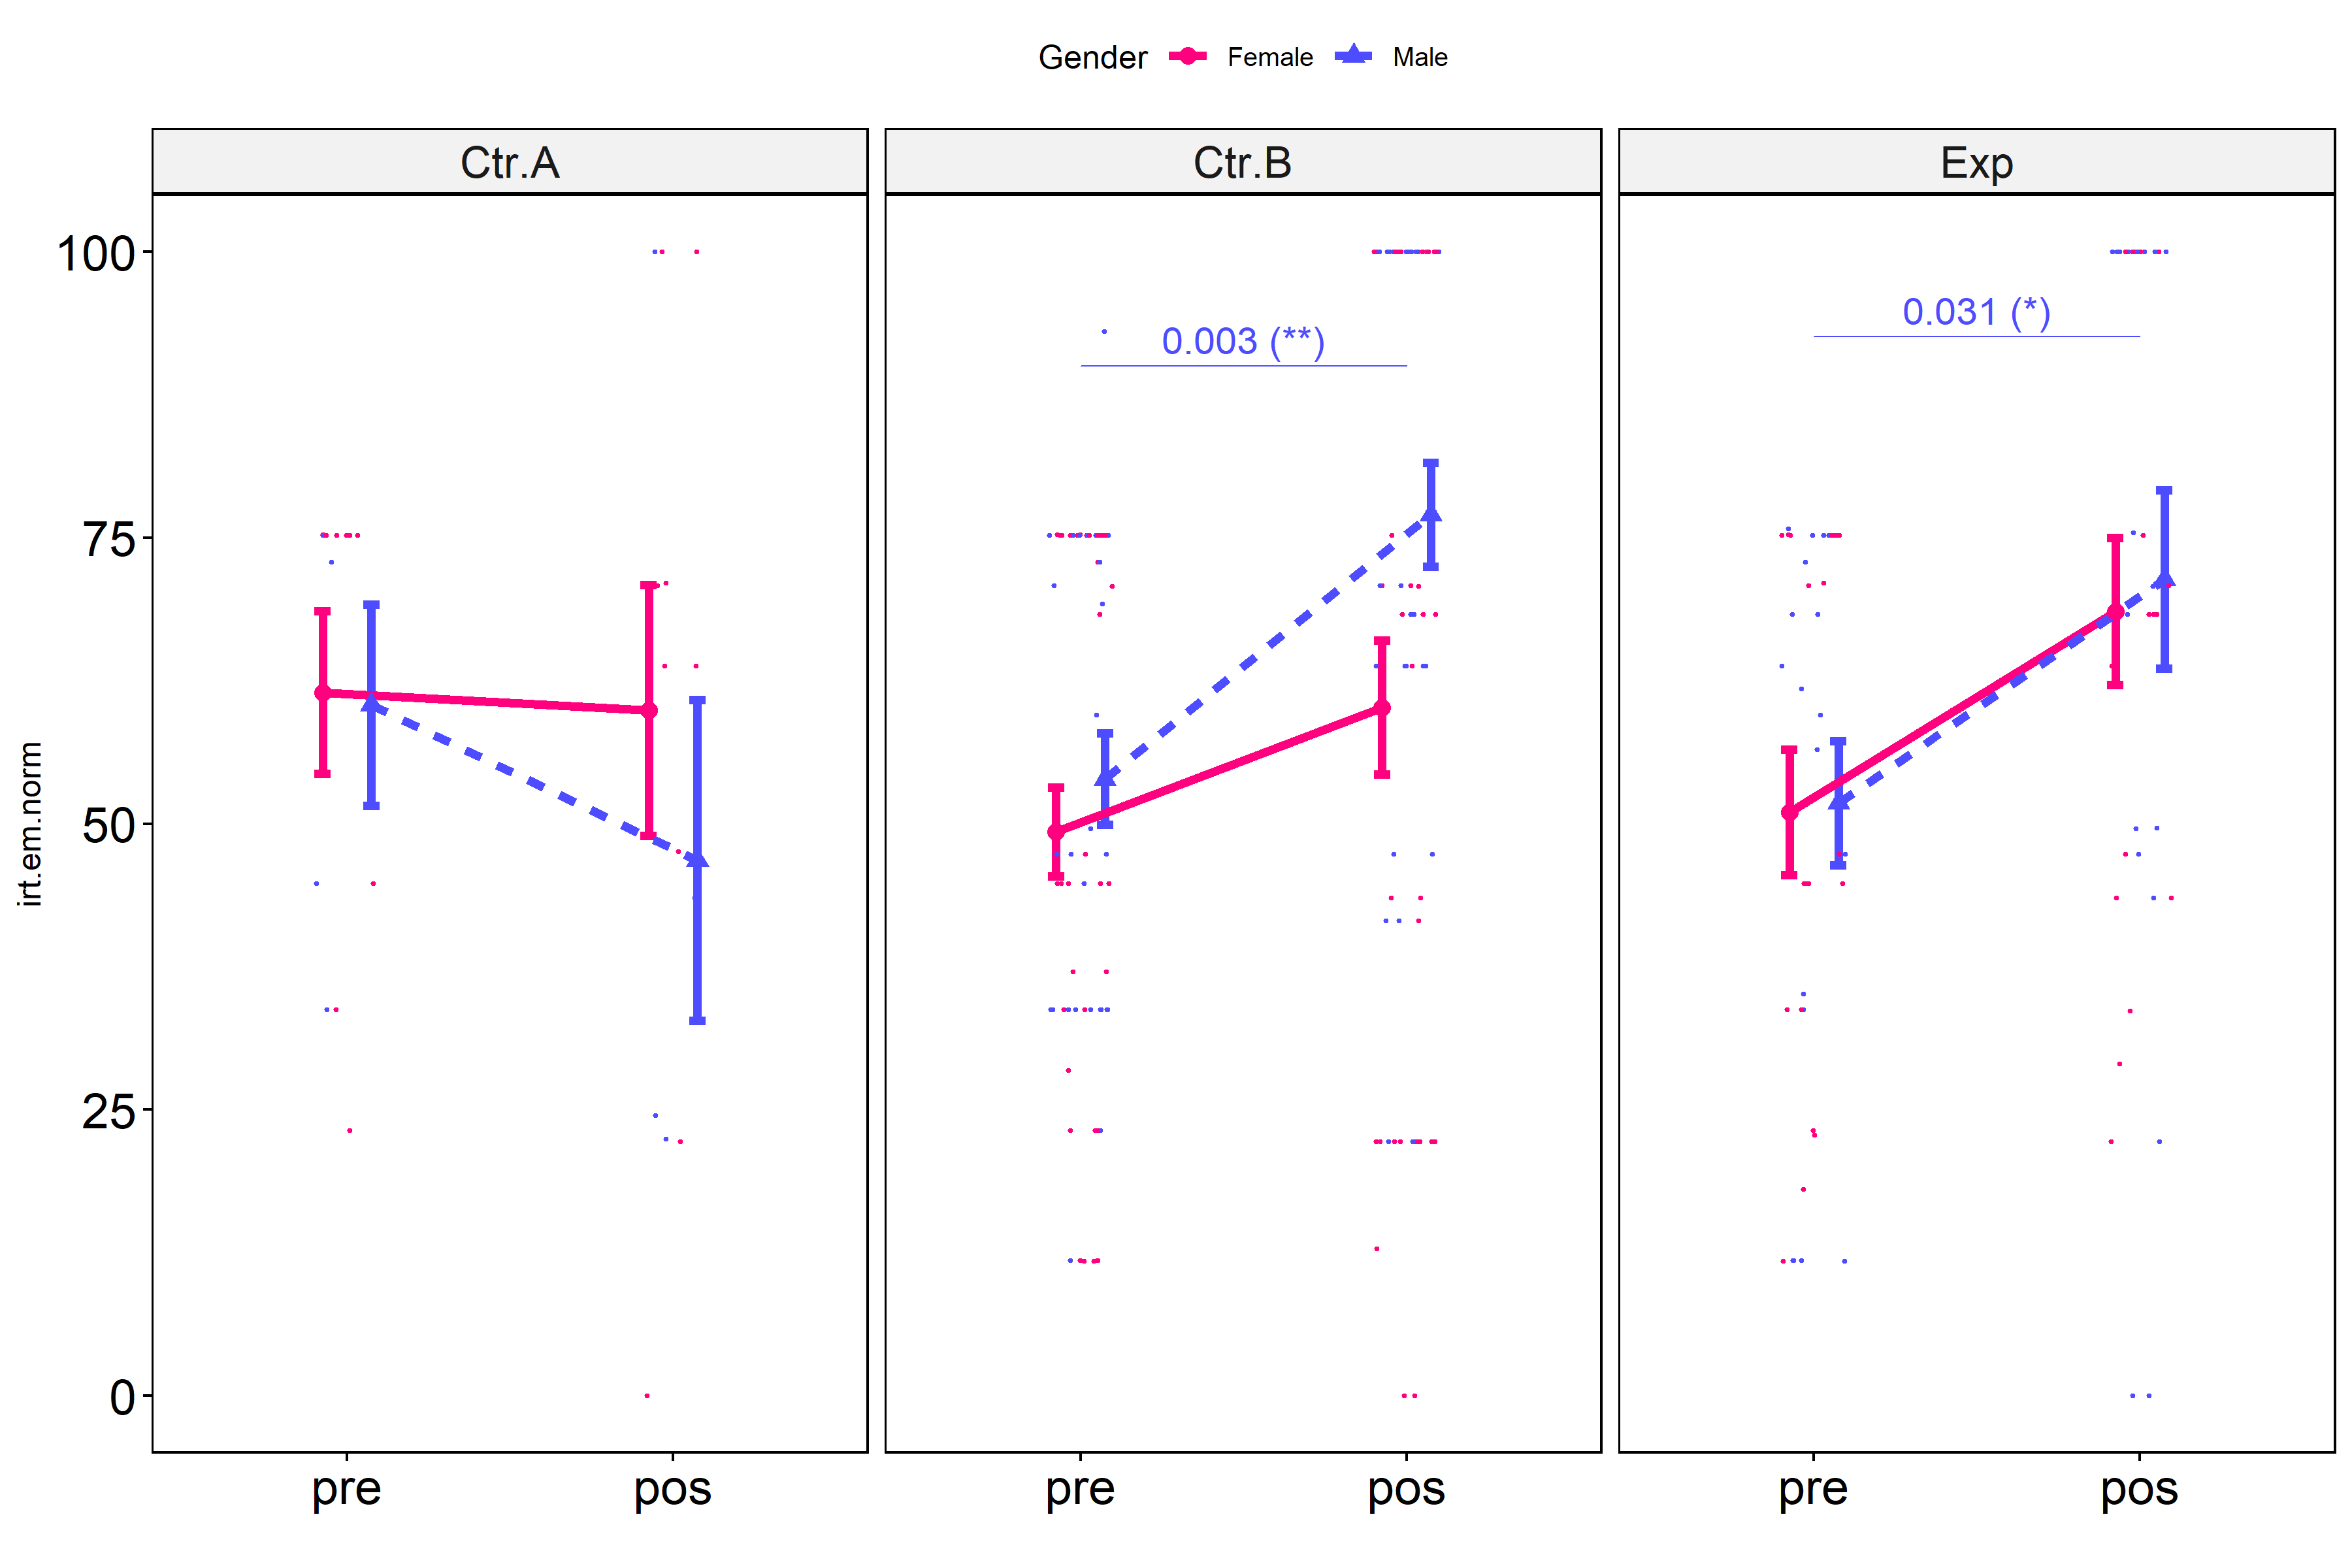 Gender Female Male
Ctr.A Ctr.B Exp
100
75
50
25
0
irt.em.norm
0.003 (**)
0.031 (*)
pre pos pre pos pre pos